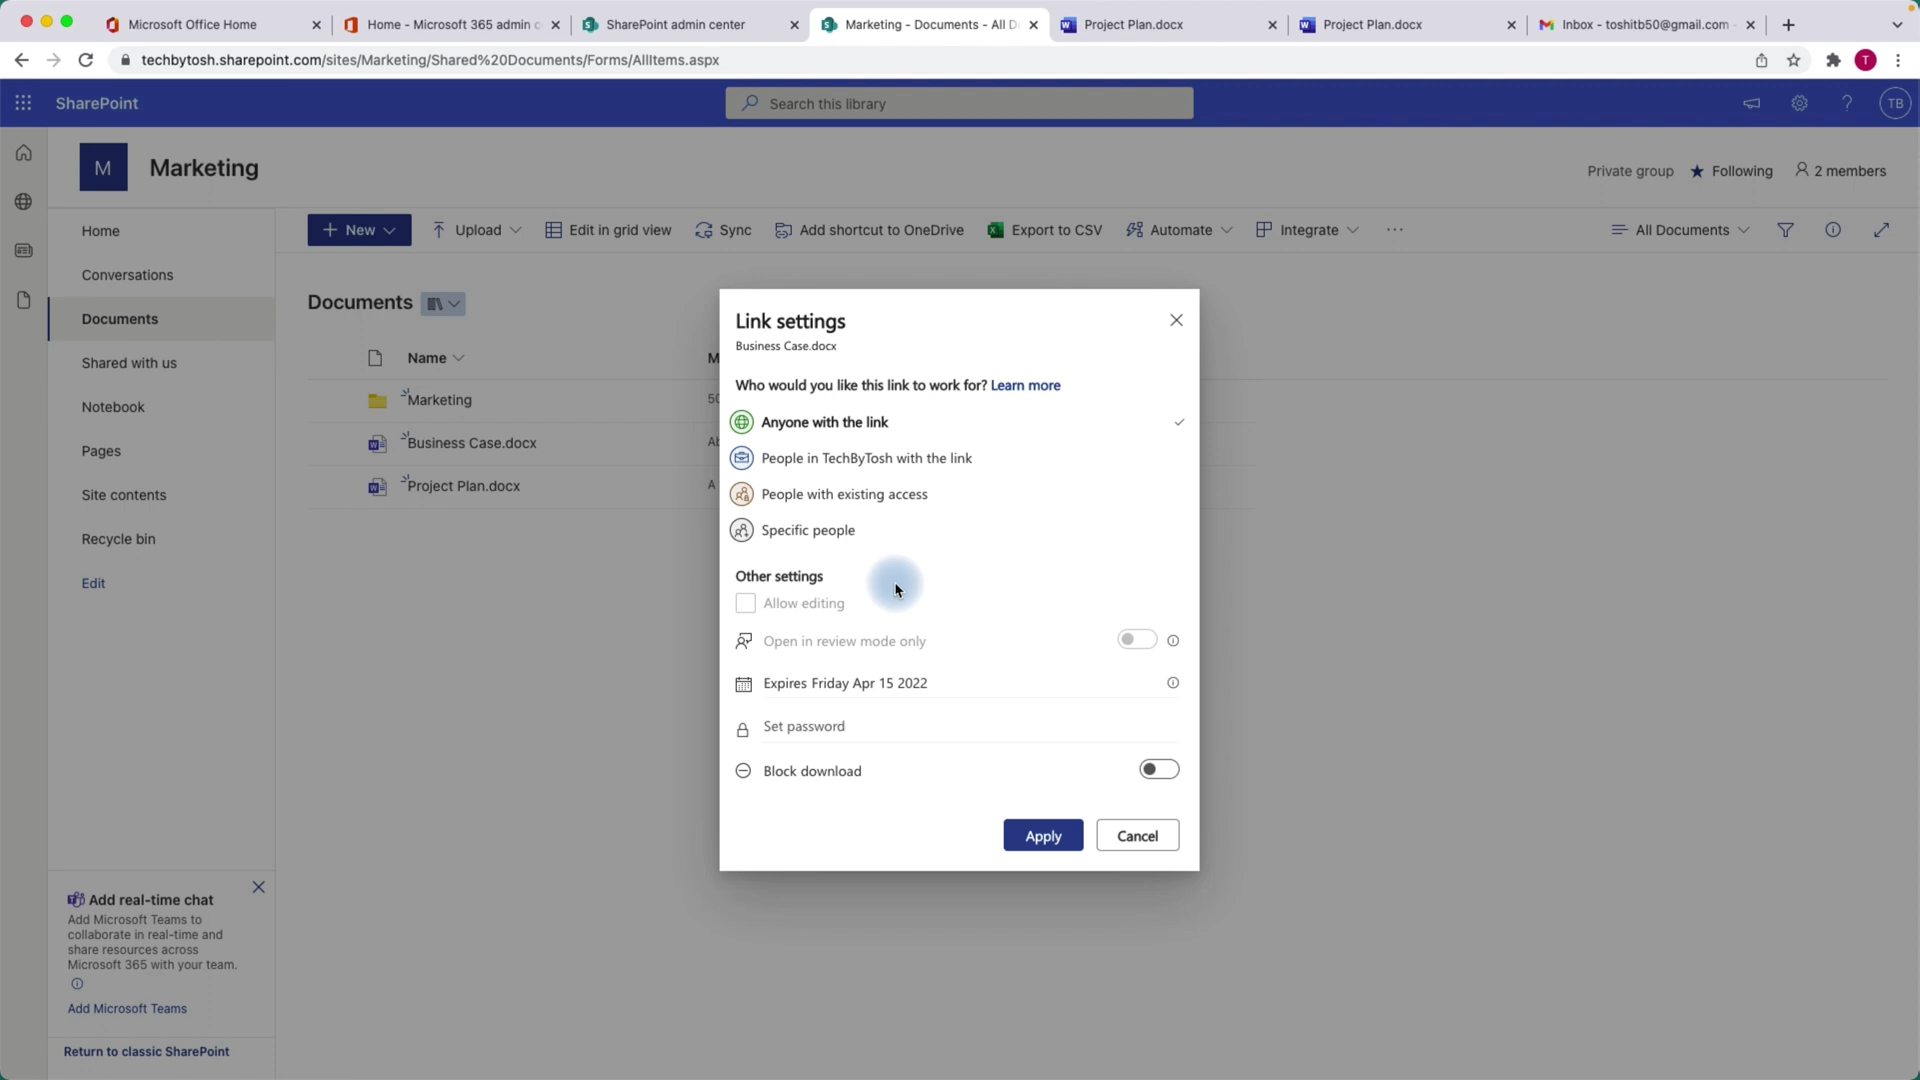 Microsoft Office Home
Home - Microsoft 365 admin c
SharePoint admin center
Marketing - Documents - All D
Project Plan.docx
Project Plan.docx
Inbox - toshitb50@gmail.com -
techbytosh.sharepoint.com/sites/Marketing/Shared%20Documents/Forms/AllItems.aspx
T
SharePoint
Search this library
?
TB
M
Marketing
Private group
Following
2 members
Home
Conversations
Documents
Shared with us
Notebook
Pages
Site contents
Recycle bin
Edit
New
Upload
Edit in grid view
Sync
Add shortcut to OneDrive
Export to CSV
Automate
Integrate
...
All Documents
Documents
Name
M
Marketing
50
Business Case.docx
Ab
Project Plan.docx
A
Link settings
Business Case.docx
Who would you like this link to work for? Learn more
Anyone with the link
People in TechByTosh with the link
People with existing access
Specific people
Other settings
Allow editing
Open in review mode only
Expires Friday Apr 15 2022
Set password
Block download
Apply
Cancel
Add real-time chat
Add Microsoft Teams to
collaborate in real-time and
share resources across
Microsoft 365 with your team.
Add Microsoft Teams
Return to classic SharePoint